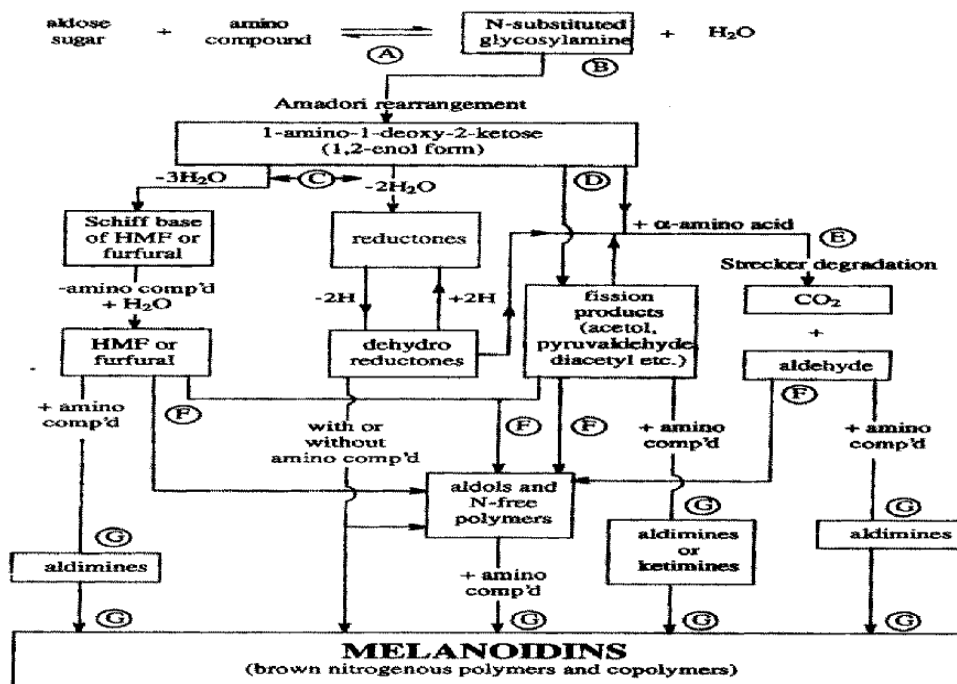 aldose sugar + amino compound N-substituted glycosylamine + H₂O
A
B
Amadori rearrangement
1-amino-1-deoxy-2-ketose
(1,2-enol form)
-3H₂O
C
-2H₂O
D
Schiff base
of HMF or
furfural
reductones
+ α-amino acid
E
Strecker degradation
-amino comp'd
+ H₂O
-2H
+2H
fission
products
(acetol,
pyruvaldehyde,
diacetyl etc.)
CO₂
+
HMF or
furfural
dehydro
reductones
aldehyde
+ amino
comp'd
F
with or
without
amino comp'd
F
F
+ amino
comp'd
F
+ amino
comp'd
aldols and
N-free
polymers
G
aldimines
G
aldimines
or
ketimines
G
aldimines
G
+ amino
comp'd
G
G
G
MELANOIDINS
(brown nitrogenous polymers and copolymers)